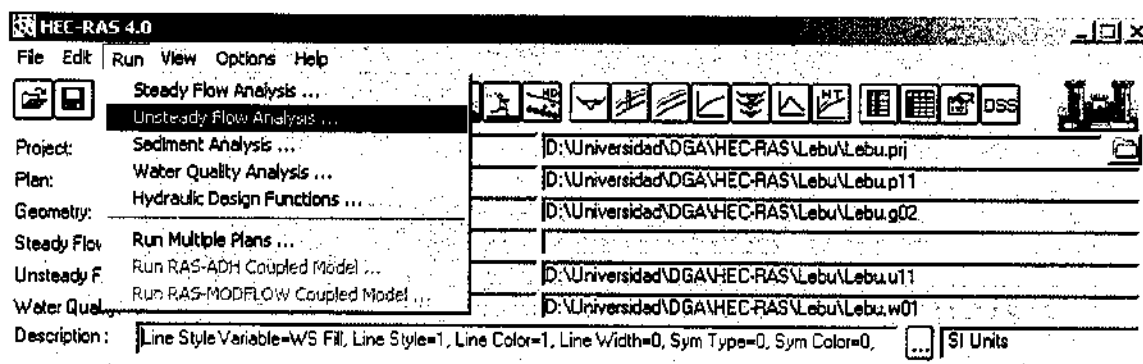 HEC-RAS 4.0
File Edit Run View Options Help
Steady Flow Analysis ...
Unsteady Flow Analysis ...
Sediment Analysis ...
Water Quality Analysis ...
Hydraulic Design Functions ...
Run Multiple Plans ...
Run RAS-ADH Coupled Model ...
Run RAS-MODFLOW Coupled Model ...
HD HT DSS
Project: D:\Universidad\DGA\HEC-RAS\Lebu\Lebu.prj
Plan: D:\Universidad\DGA\HEC-RAS\Lebu\Lebu.p11
Geometry: D:\Universidad\DGA\HEC-RAS\Lebu\Lebu.g02
Steady Flow
Unsteady F D:\Universidad\DGA\HEC-RAS\Lebu\Lebu.u11
Water Qual D:\Universidad\DGA\HEC-RAS\Lebu\Lebu.w01
Description : Line Style Variable=WS Fill, Line Style=1, Line Color=1, Line Width=0, Sym Type=0, Sym Color=0, ... SI Units